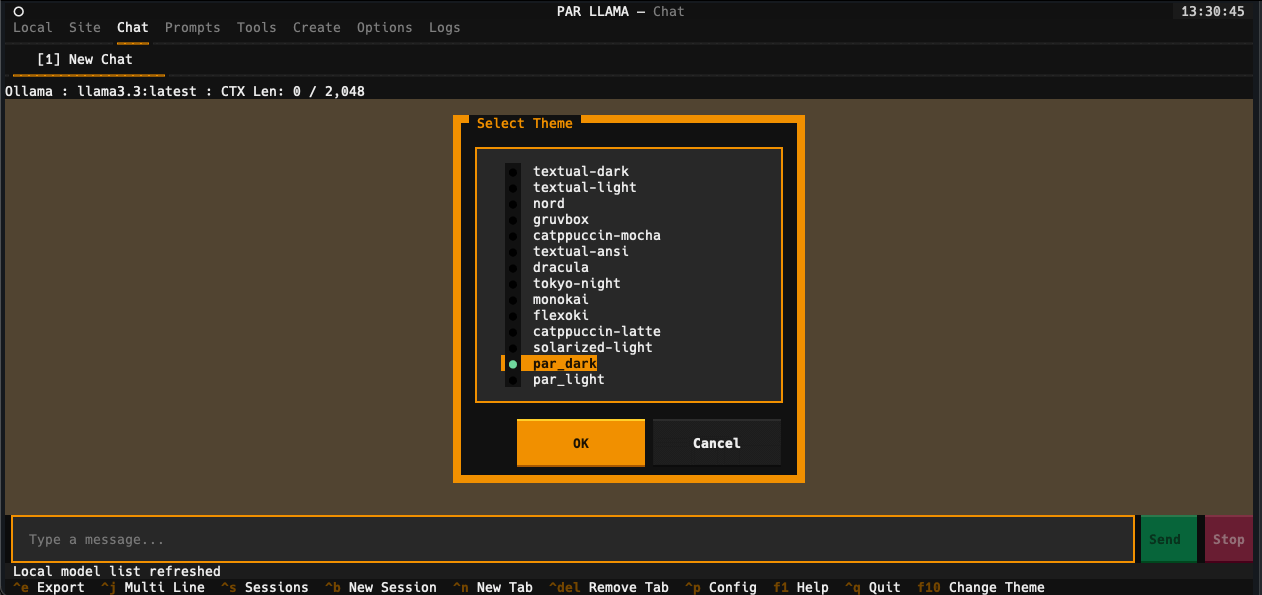 PAR LLAMA — Chat 13:30:45
Local Site Chat Prompts Tools Create Options Logs
[1] New Chat
Ollama : llama3.3:latest : CTX Len: 0 / 2,048
Select Theme
textual-dark
textual-light
nord
gruvbox
catppuccin-mocha
textual-ansi
dracula
tokyo-night
monokai
flexoki
catppuccin-latte
solarized-light
par_dark
par_light
OK Cancel
Type a message... Send Stop
Local model list refreshed
^e Export ^j Multi Line ^s Sessions ^b New Session ^n New Tab ^del Remove Tab ^p Config f1 Help ^q Quit f10 Change Theme